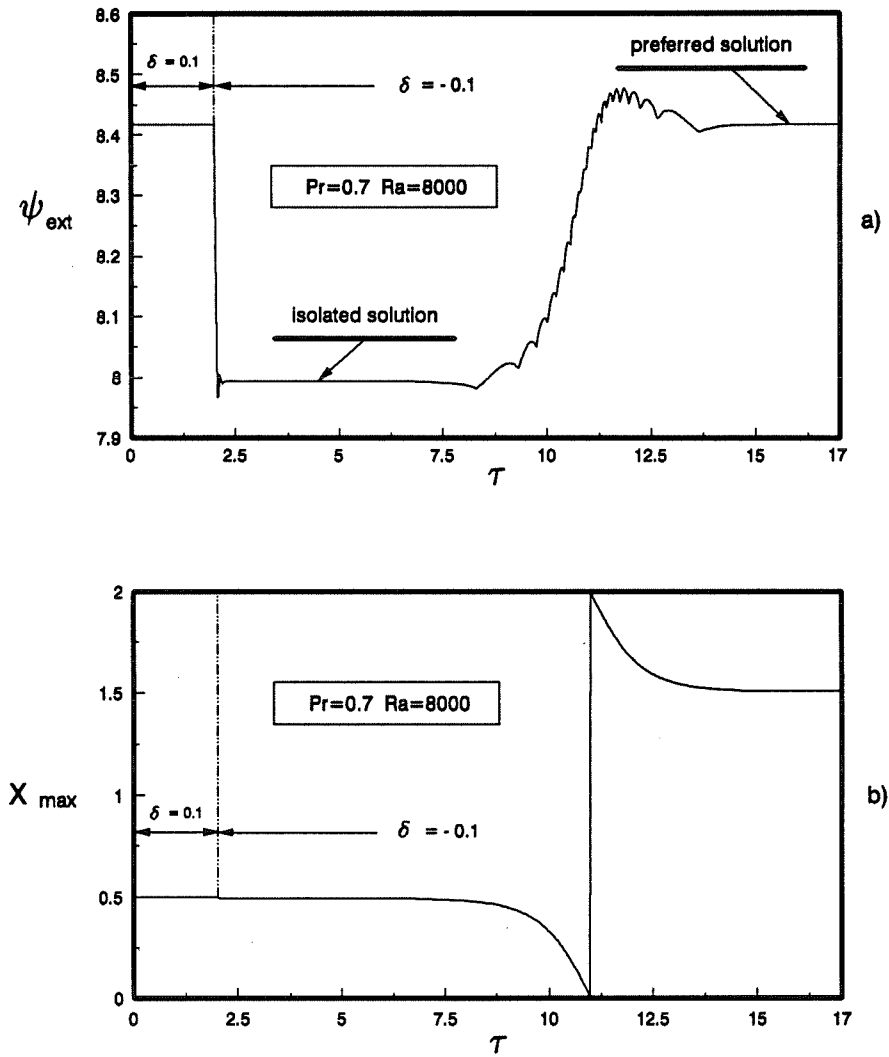 8.6
8.5
8.4
8.3
8.2
8.1
8
7.9
ψ ext
δ = 0.1
δ = - 0.1
preferred solution
Pr=0.7 Ra=8000
isolated solution
a)
0
2.5
5
7.5
10
12.5
15
17
τ
2
1.5
1
0.5
0
X max
Pr=0.7 Ra=8000
δ = 0.1
δ = - 0.1
b)
0
2.5
5
7.5
10
12.5
15
17
τ